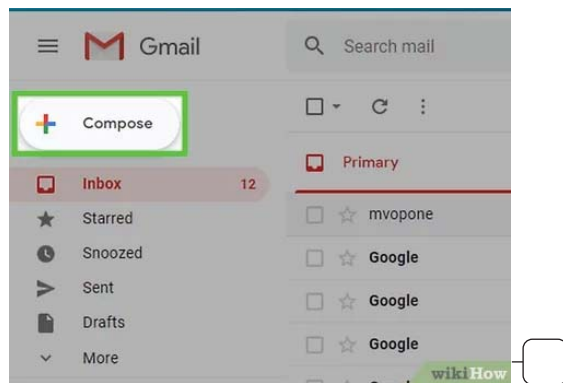 Gmail
Search mail
Compose
Primary
Inbox 12
mvopone
Starred
Snoozed
Google
Sent
Google
Drafts
Google
More
wikiHow